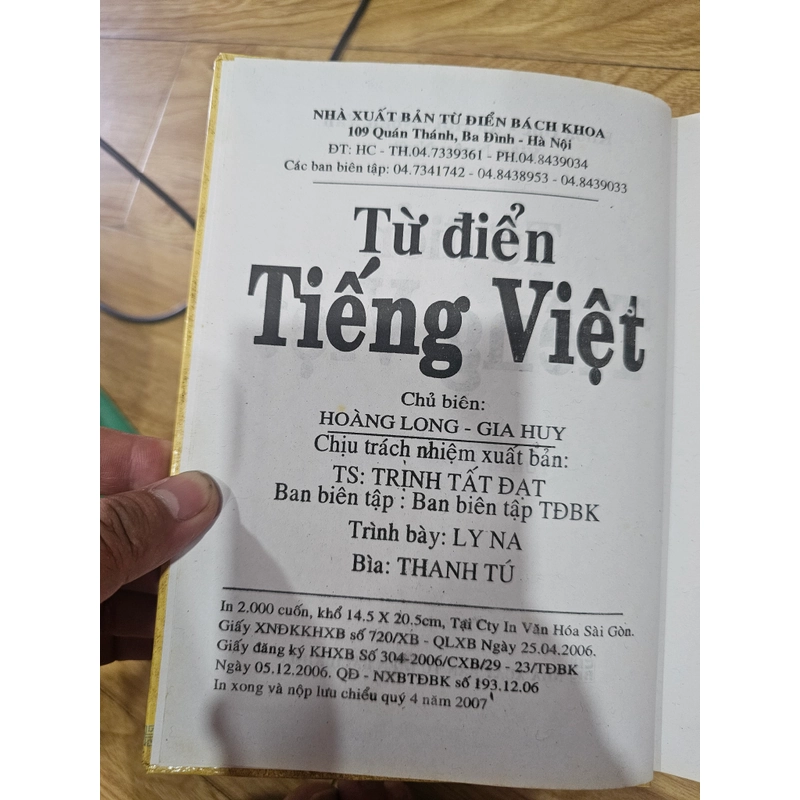 NHÀ XUẤT BẢN TỪ ĐIỂN BÁCH KHOA
109 Quán Thánh, Ba Đình - Hà Nội
ĐT: HC - TH.04.7339361 - PH.04.8439034
Các ban biên tập: 04.7341742 - 04.8438953 - 04.8439033
Từ điển
Tiếng Việt
Chủ biên:
HOÀNG LONG - GIA HUY
Chịu trách nhiệm xuất bản:
TS: TRỊNH TẤT ĐẠT
Ban biên tập : Ban biên tập TĐBK
Trình bày: LY NA
Bìa: THANH TÚ
In 2.000 cuốn, khổ 14.5 X 20.5cm, Tại Cty In Văn Hóa Sài Gòn.
Giấy XNĐKKHXB số 720/XB - QLXB Ngày 25.04.2006.
Giấy đăng ký KHXB Số 304-2006/CXB/29 - 23/TĐBK
Ngày 05.12.2006. QĐ - NXBTĐBK số 193.12.06
In xong và nộp lưu chiểu quý 4 năm 2007